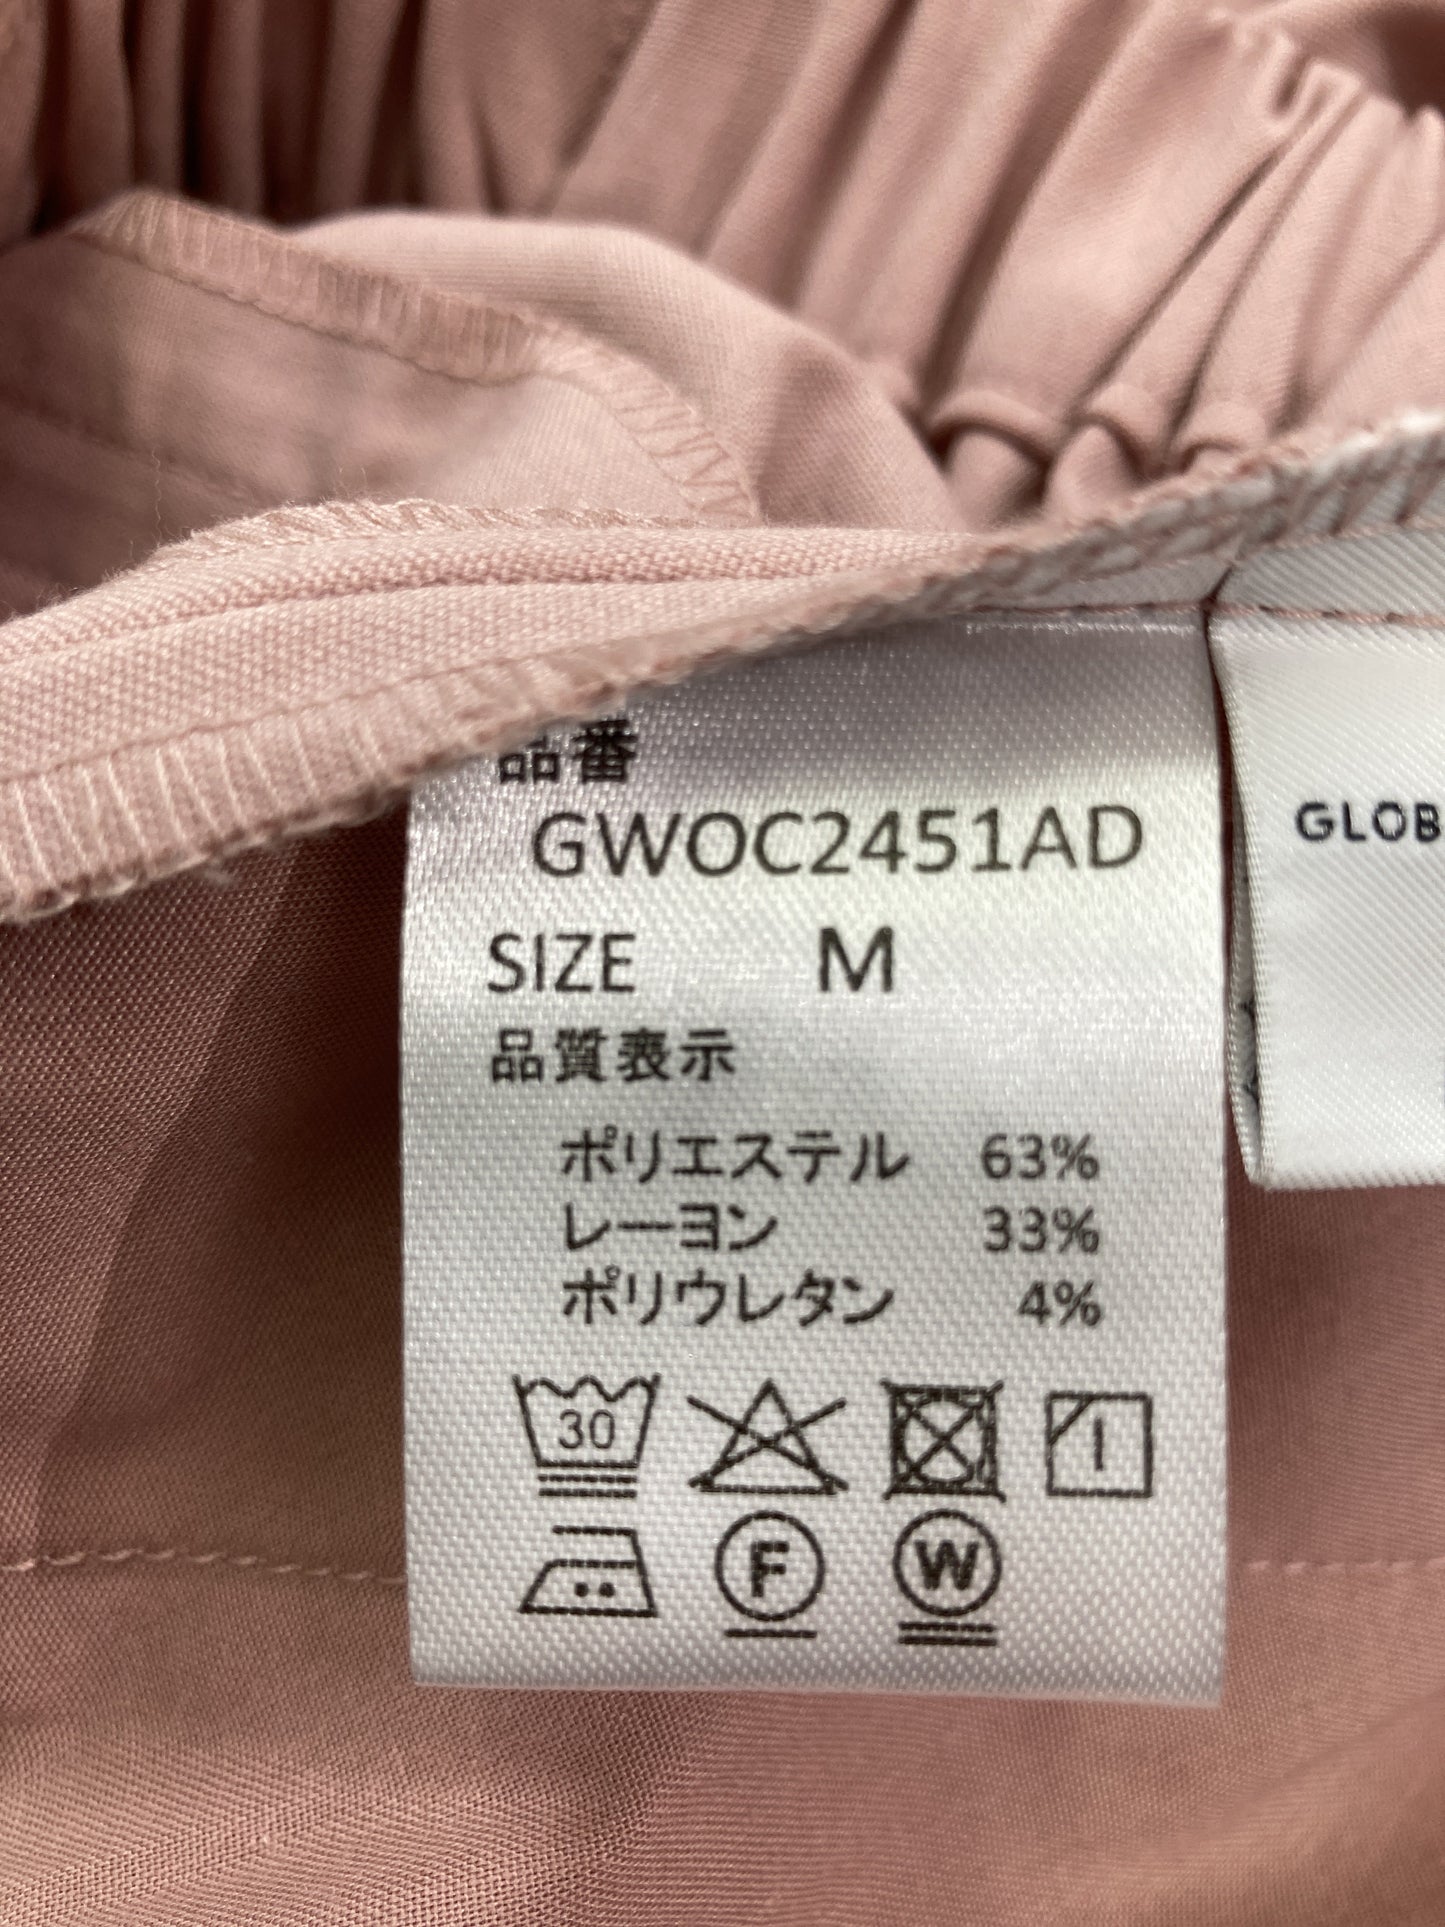 品番
GWOC2451AD
SIZE M
品質表示
ポリエステル 63%
レーヨン 33%
ポリウレタン 4%
30
F W
GLOB